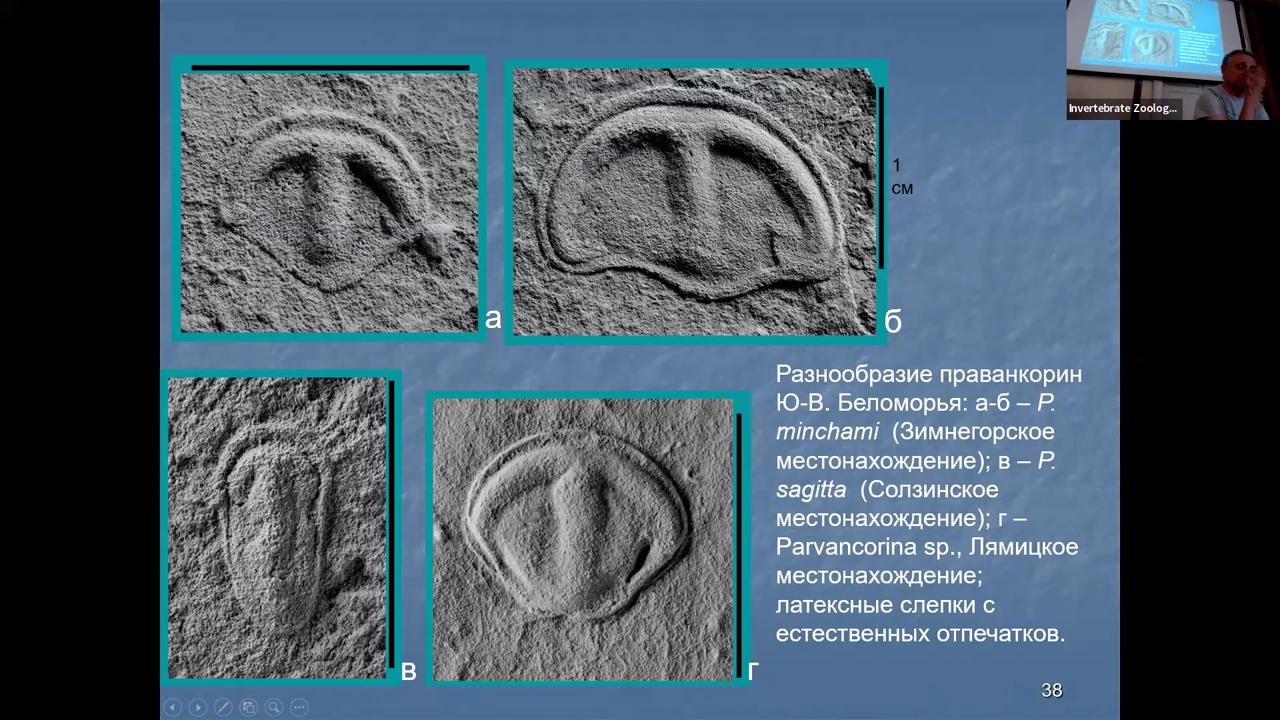 Invertebrate Zoolog...
1
см
а
б
Разнообразие праванкорин
Ю-В. Беломорья: а-б – P.
minchami (Зимнегорское
местонахождение); в – P.
sagitta (Солзинское
местонахождение); г –
Parvancorina sp., Лямицкое
местонахождение;
латексные слепки с
естественных отпечатков.
в
г
38